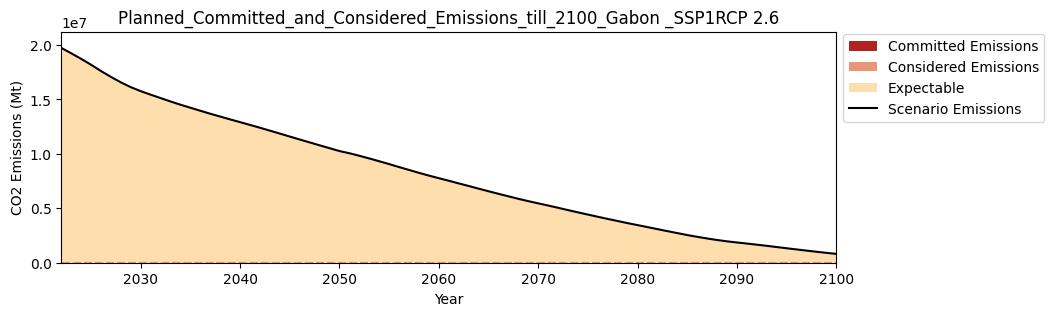 Planned_Committed_and_Considered_Emissions_till_2100_Gabon _SSP1RCP 2.6
1e7
2.0
1.5
1.0
0.5
0.0
CO2 Emissions (Mt)
2030 2040 2050 2060 2070 2080 2090 2100
Year
Committed Emissions
Considered Emissions
Expectable
Scenario Emissions